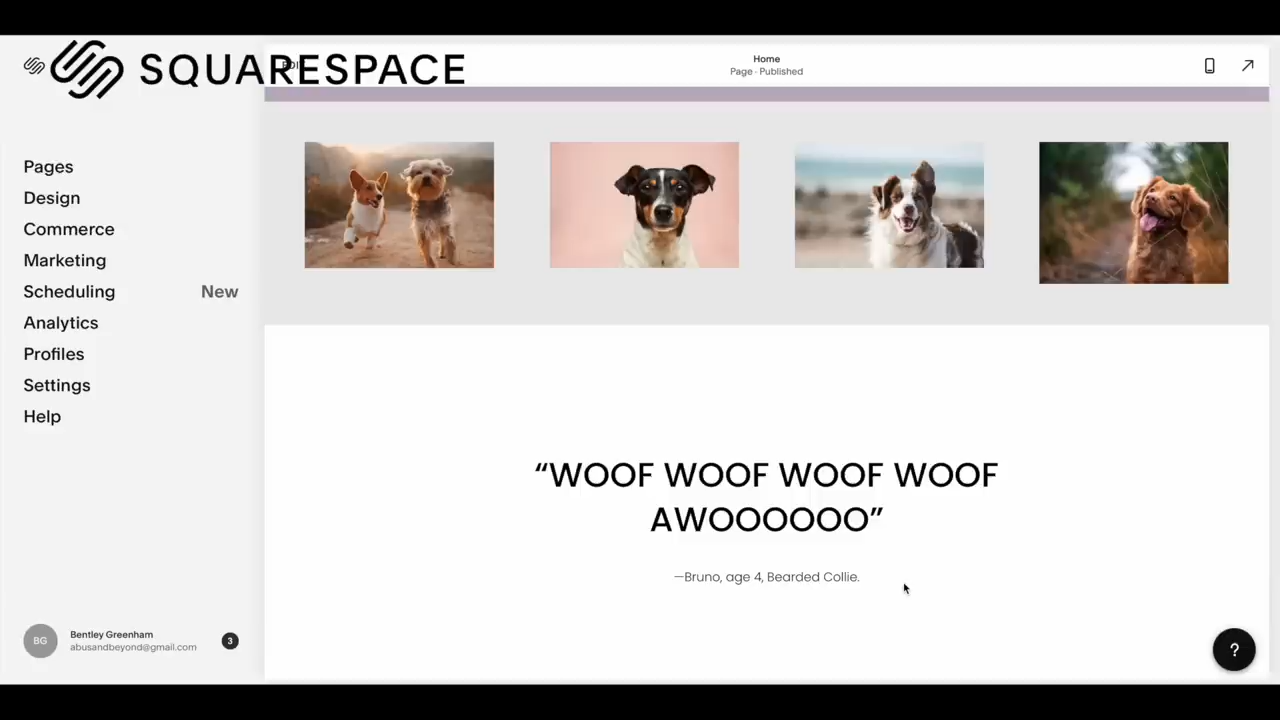 SQUARESPACE
Home
Page · Published
Pages
Design
Commerce
Marketing
Scheduling New
Analytics
Profiles
Settings
Help
“WOOF WOOF WOOF WOOF
AWOOOOOO”
—Bruno, age 4, Bearded Collie.
BG
Bentley Greenham
abusandbeyond@gmail.com
3
?